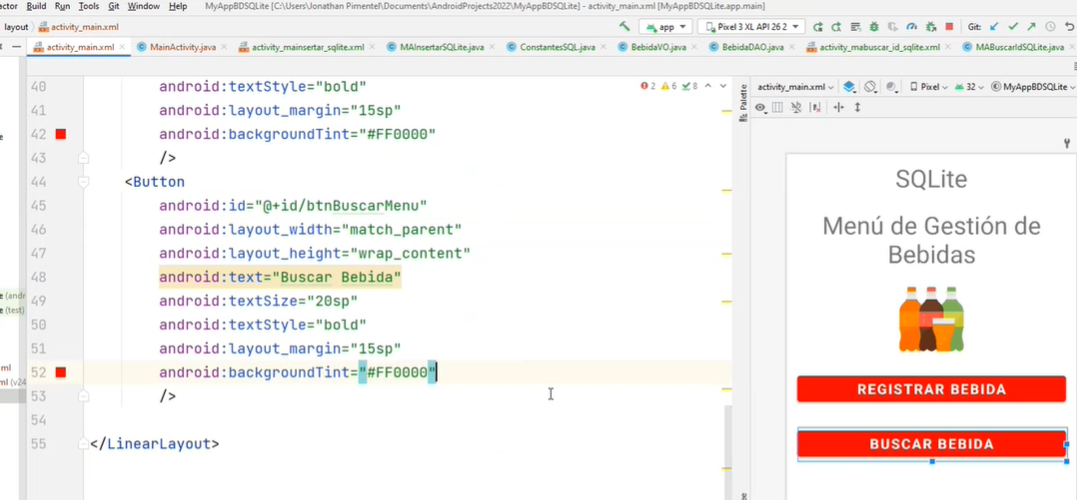 actor Build Run Tools Git Window Help MyAppBDSQLite [C:\Users\Jonathan Pimentel\Documents\AndroidProjects2022\MyAppBDSQLite] - activity_main.xml [MyAppBDSQLite.app.main]
layout activity_main.xml app Pixel 3 XL API 26 2 Git:
activity_main.xml MainActivity.java activity_mainsertar_sqlite.xml MAInsertarSQLite.java ConstantesSQL.java BebidaVO.java BebidaDAO.java activity_mabuscar_id_sqlite.xml MABuscarIdSQLite.java
40 android:textStyle="bold"
2 6 8
Palette
activity_main.xml Pixel 32 MyAppBDSQLite
41 android:layout_margin="15sp"
42 android:backgroundTint="#FF0000"
43 />
44 <Button
45 android:id="@+id/btnBuscarMenu"
46 android:layout_width="match_parent"
47 android:layout_height="wrap_content"
48 android:text="Buscar Bebida"
49 android:textSize="20sp"
50 android:textStyle="bold"
51 android:layout_margin="15sp"
52 android:backgroundTint="#FF0000"
53 />
54
55 </LinearLayout>
(test)
ml
ml (v24
SQLite
Menú de Gestión de
Bebidas
REGISTRAR BEBIDA
BUSCAR BEBIDA